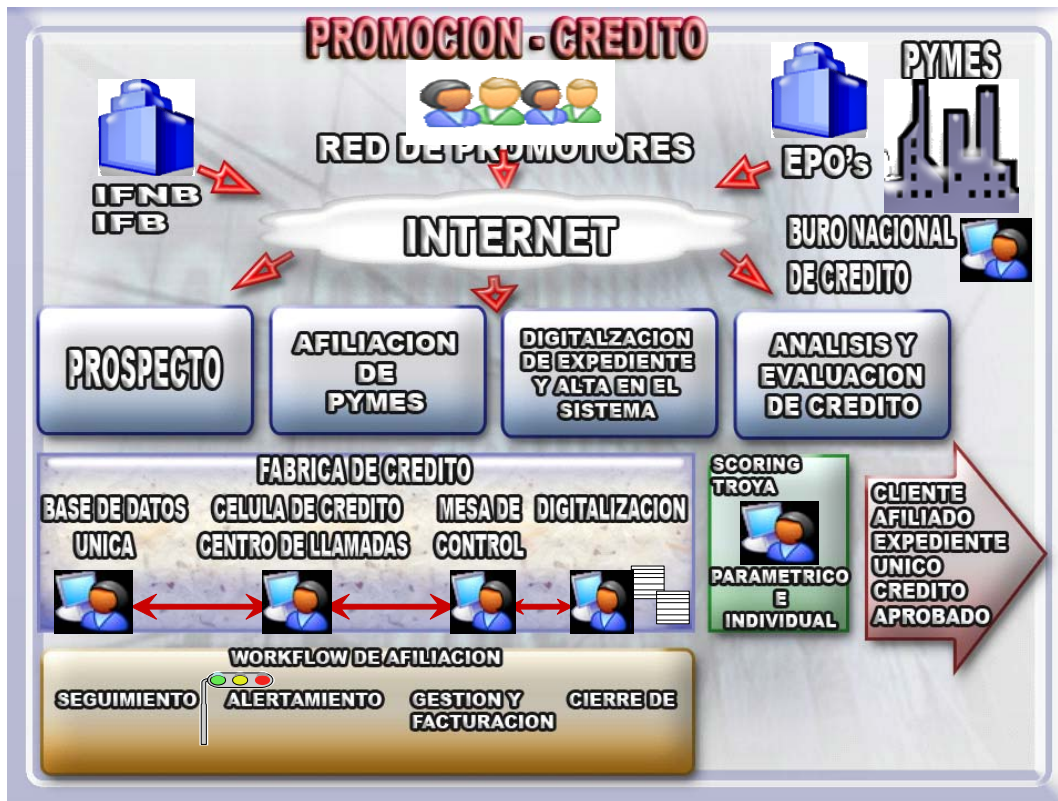 PROMOCION - CREDITO
PYMES
RED DE PROMOTORES
EPO's
IFNB
IFB
INTERNET
BURO NACIONAL
DE CREDITO
PROSPECTO
AFILIACION
DE
PYMES
DIGITALZACION
DE EXPEDIENTE
Y ALTA EN EL
SISTEMA
ANALISIS Y
EVALUACION
DE CREDITO
FABRICA DE CREDITO
BASE DE DATOS
UNICA
CELULA DE CREDITO
CENTRO DE LLAMADAS
MESA DE
CONTROL
DIGITALIZACION
SCORING
TROYA
PARAMETRICO
E
INDIVIDUAL
CLIENTE
AFILIADO
EXPEDIENTE
UNICO
CREDITO
APROBADO
WORKFLOW DE AFILIACION
SEGUIMIENTO
ALERTAMIENTO
GESTION Y
FACTURACION
CIERRE DE